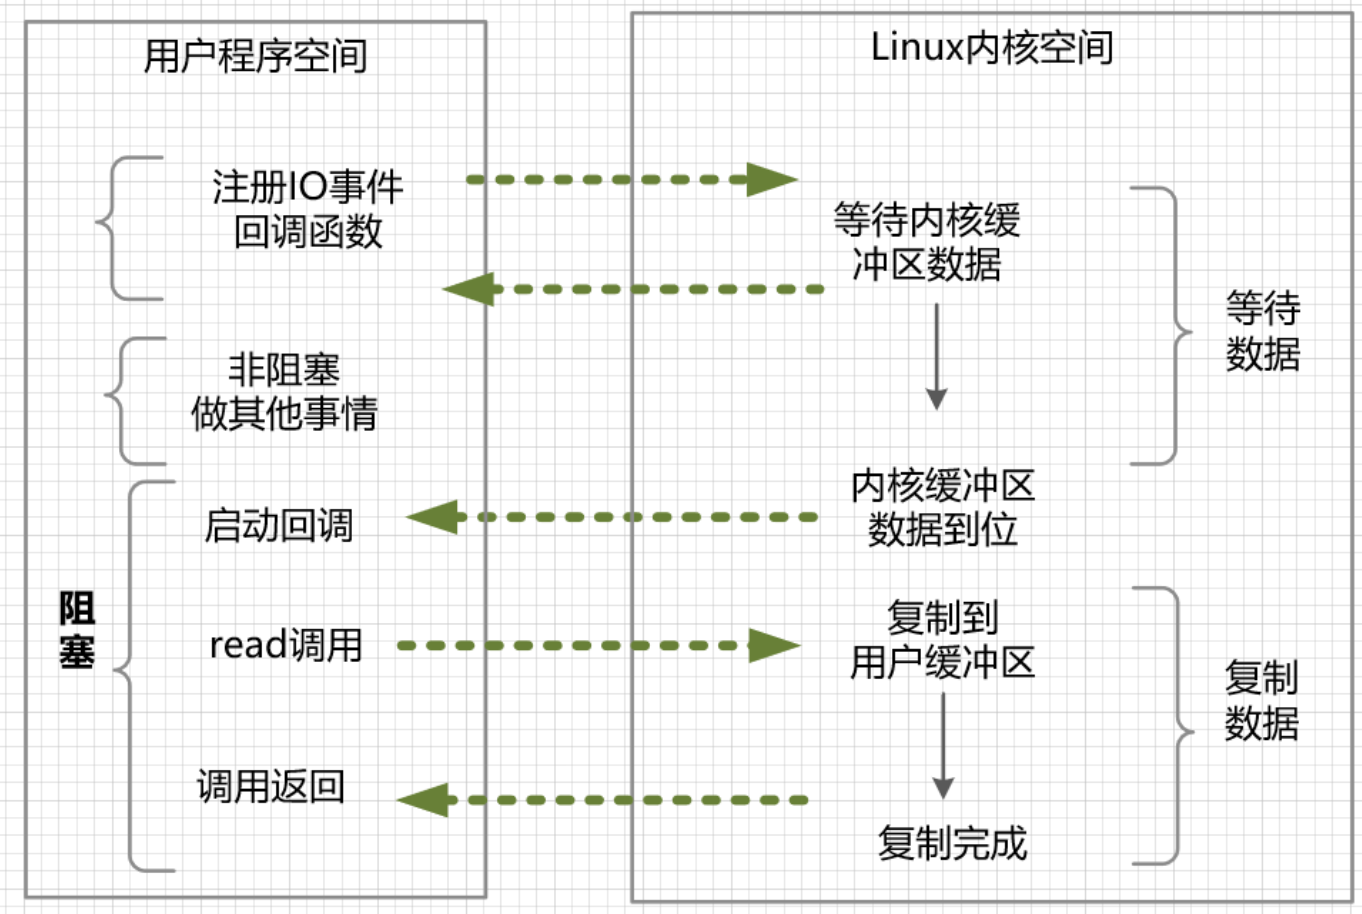 用户程序空间
Linux内核空间
注册IO事件
回调函数
等待内核缓
冲区数据
等待
数据
非阻塞
做其他事情
内核缓冲区
数据到位
启动回调
阻
塞
read调用
复制到
用户缓冲区
复制
数据
调用返回
复制完成